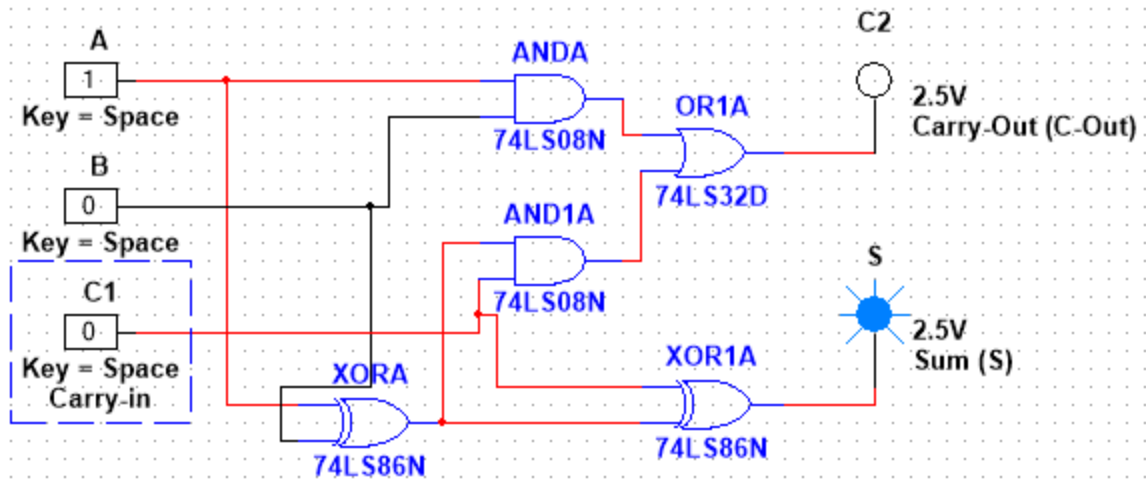 A
1
Key = Space
B
0
Key = Space
C1
0
Key = Space
Carry-in
ANDA
74LS08N
AND1A
74LS08N
XORA
74LS86N
OR1A
74LS32D
XOR1A
74LS86N
C2
2.5V
Carry-Out (C-Out)
S
2.5V
Sum (S)